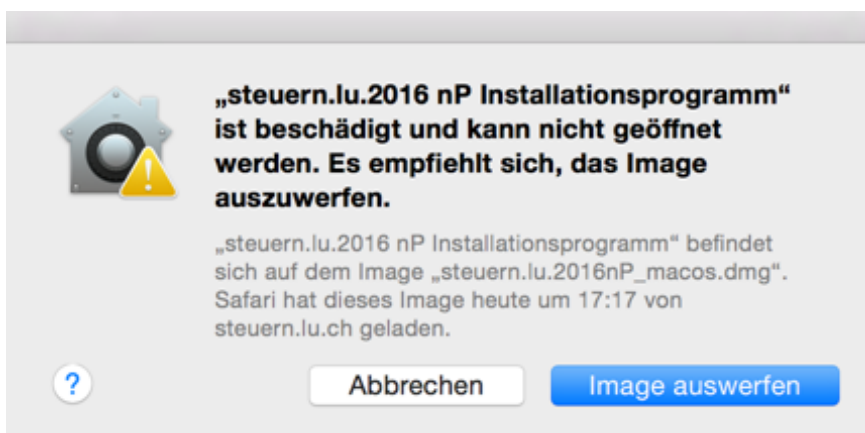 „steuern.lu.2016 nP Installationsprogramm“
ist beschädigt und kann nicht geöffnet
werden. Es empfiehlt sich, das Image
auszuwerfen.
„steuern.lu.2016 nP Installationsprogramm“ befindet
sich auf dem Image „steuern.lu.2016nP_macos.dmg“.
Safari hat dieses Image heute um 17:17 von
steuern.lu.ch geladen.
?
Abbrechen
Image auswerfen